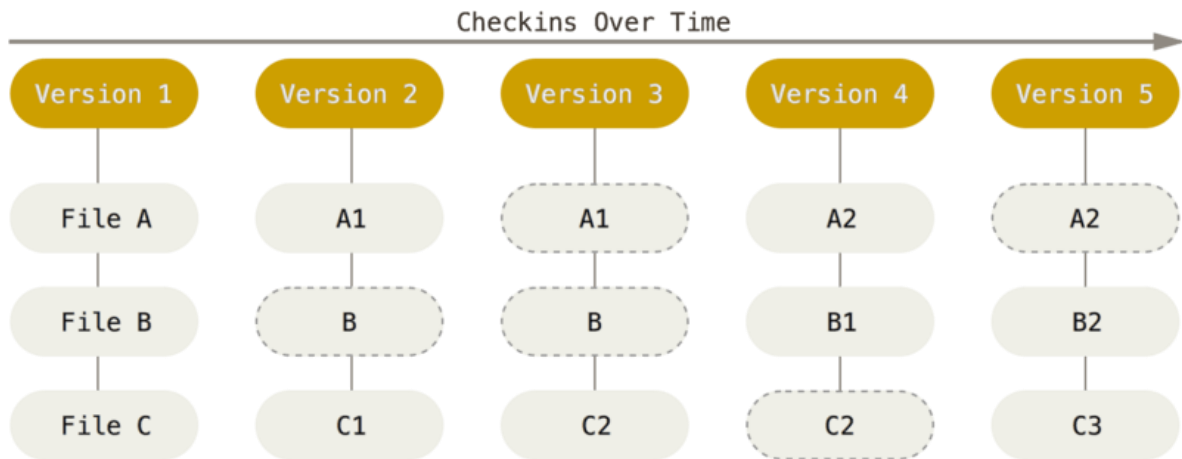 Checkins Over Time
Version 1 Version 2 Version 3 Version 4 Version 5
File A A1 A1 A2 A2
File B B B B1 B2
File C C1 C2 C2 C3